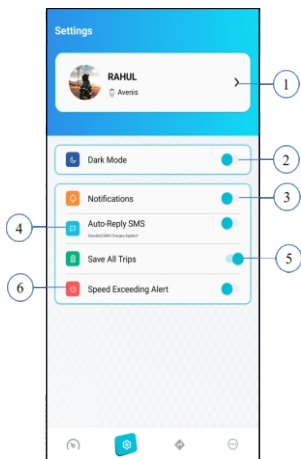 Settings
RAHUL
Avenis
1
Dark Mode
2
Notifications
3
Auto-Reply SMS
4
Standard SMS Charges Applies*
Save All Trips
5
6
Speed Exceeding Alert